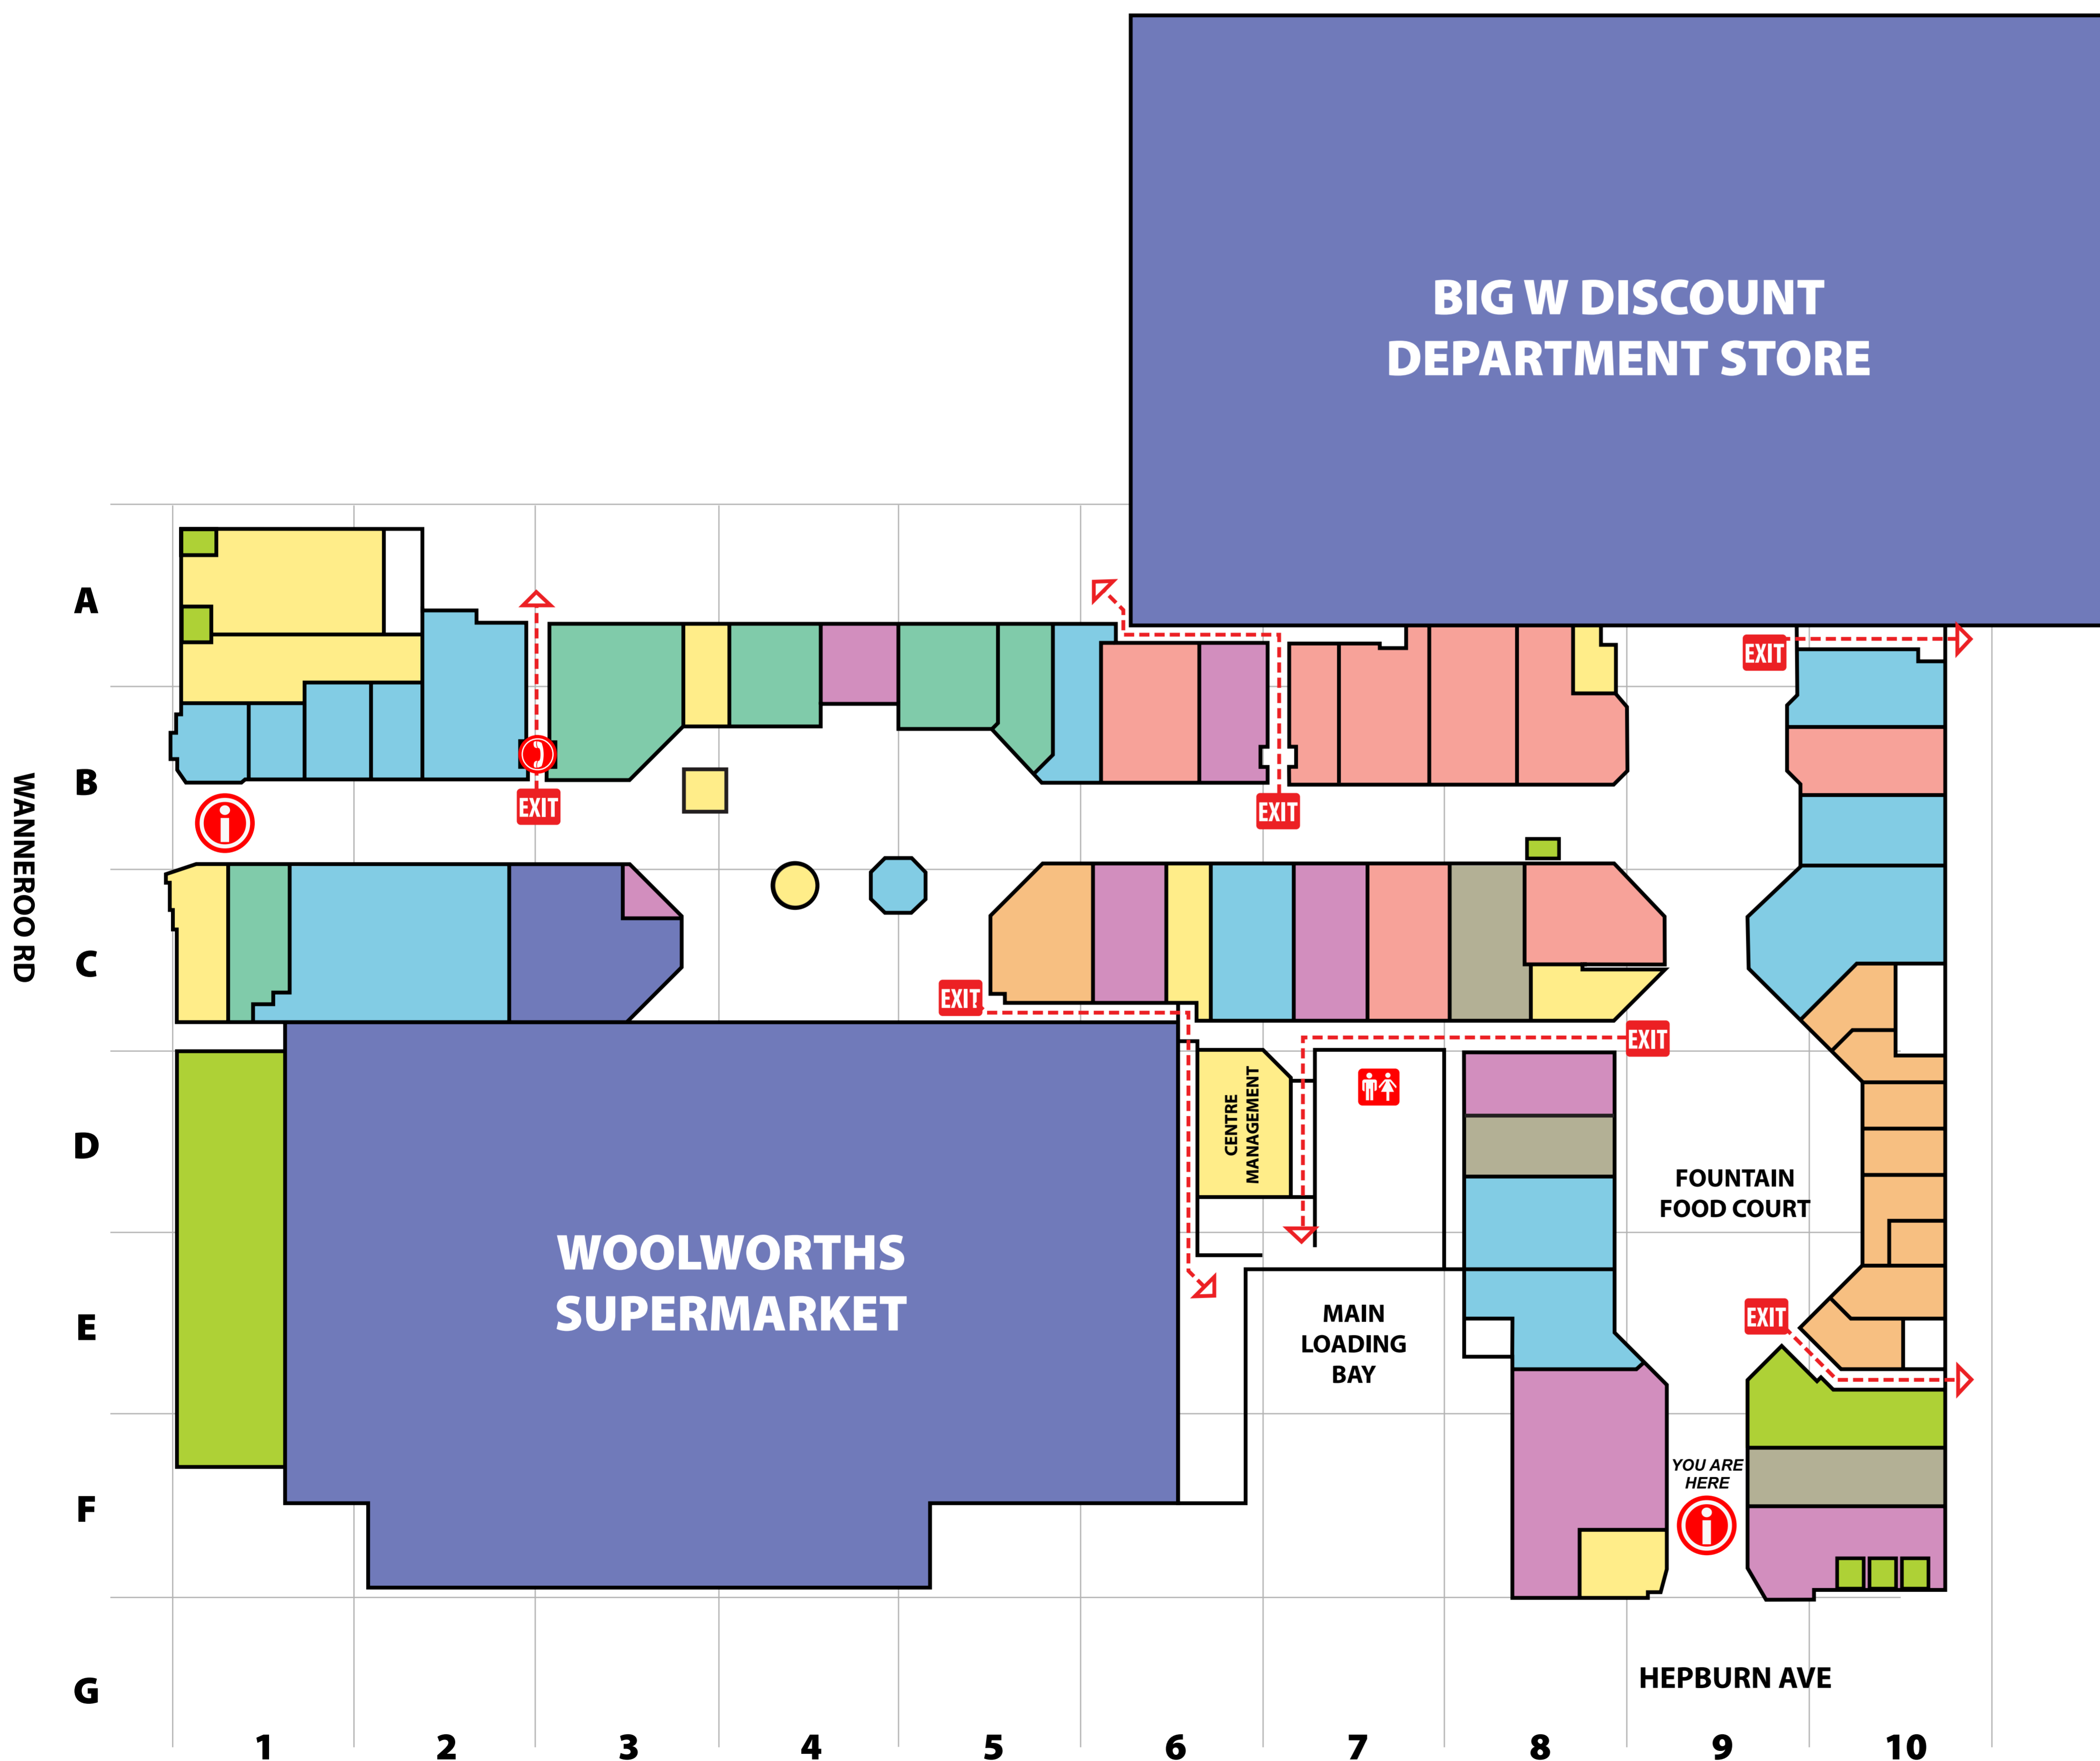 BIG W DISCOUNT
DEPARTMENT STORE
A
EXIT
B
WANNEROO RD
EXIT
EXIT
C
EXIT
EXIT
CENTRE
MANAGEMENT
D
FOUNTAIN
FOOD COURT
WOOLWORTHS
SUPERMARKET
E
MAIN
LOADING
BAY
EXIT
YOU ARE
HERE
F
i
i
HEPBURN AVE
G
1 2 3 4 5 6 7 8 9 10